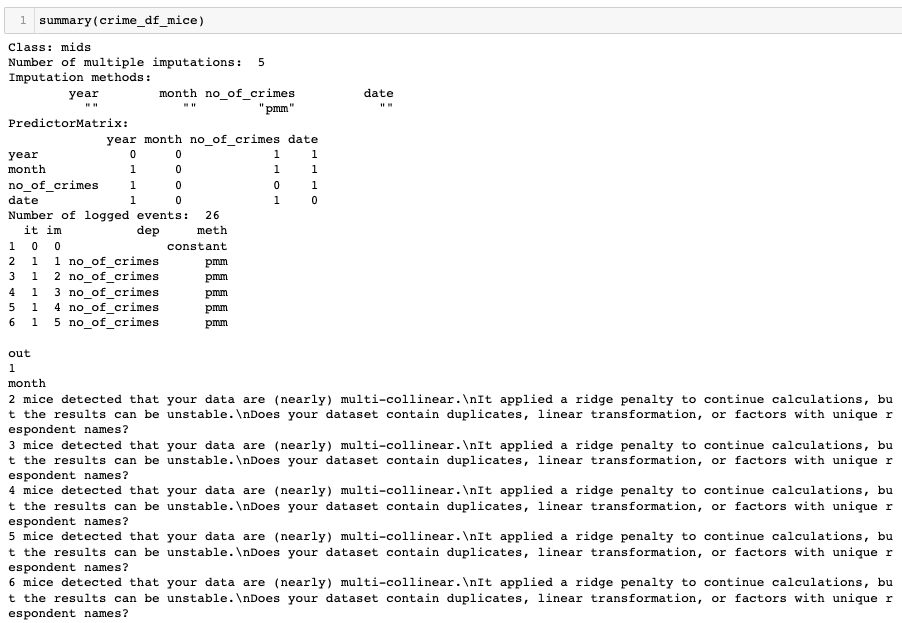 1 summary(crime_df_mice)
Class: mids
Number of multiple imputations:  5
Imputation methods:
        year        month no_of_crimes         date
          ""           ""        "pmm"           ""
PredictorMatrix:
             year month no_of_crimes date
year            0     0            1    1
month           1     0            1    1
no_of_crimes    1     0            0    1
date            1     0            1    0
Number of logged events:  26
  it im          dep     meth
1  0  0              constant
2  1  1 no_of_crimes      pmm
3  1  2 no_of_crimes      pmm
4  1  3 no_of_crimes      pmm
5  1  4 no_of_crimes      pmm
6  1  5 no_of_crimes      pmm
out
1
month
2 mice detected that your data are (nearly) multi-collinear.\nIt applied a ridge penalty to continue calculations, bu
t the results can be unstable.\nDoes your dataset contain duplicates, linear transformation, or factors with unique r
espondent names?
3 mice detected that your data are (nearly) multi-collinear.\nIt applied a ridge penalty to continue calculations, bu
t the results can be unstable.\nDoes your dataset contain duplicates, linear transformation, or factors with unique r
espondent names?
4 mice detected that your data are (nearly) multi-collinear.\nIt applied a ridge penalty to continue calculations, bu
t the results can be unstable.\nDoes your dataset contain duplicates, linear transformation, or factors with unique r
espondent names?
5 mice detected that your data are (nearly) multi-collinear.\nIt applied a ridge penalty to continue calculations, bu
t the results can be unstable.\nDoes your dataset contain duplicates, linear transformation, or factors with unique r
espondent names?
6 mice detected that your data are (nearly) multi-collinear.\nIt applied a ridge penalty to continue calculations, bu
t the results can be unstable.\nDoes your dataset contain duplicates, linear transformation, or factors with unique r
espondent names?